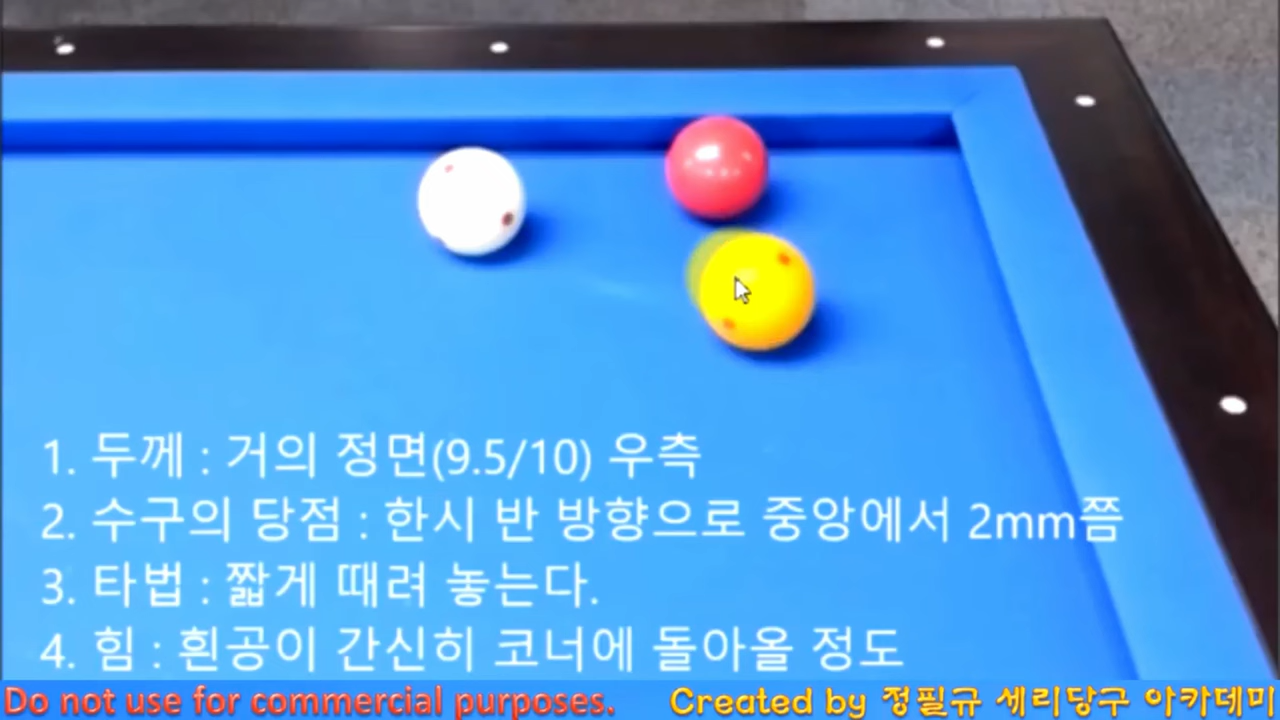 1. 두께 : 거의 정면(9.5/10) 우측
2. 수구의 당점 : 한시 반 방향으로 중앙에서 2mm쯤
3. 타법 : 짧게 때려 놓는다.
4. 힘 : 흰공이 간신히 코너에 돌아올 정도
Do not use for commercial purposes. Created by 정필규 세리당구 아카데미